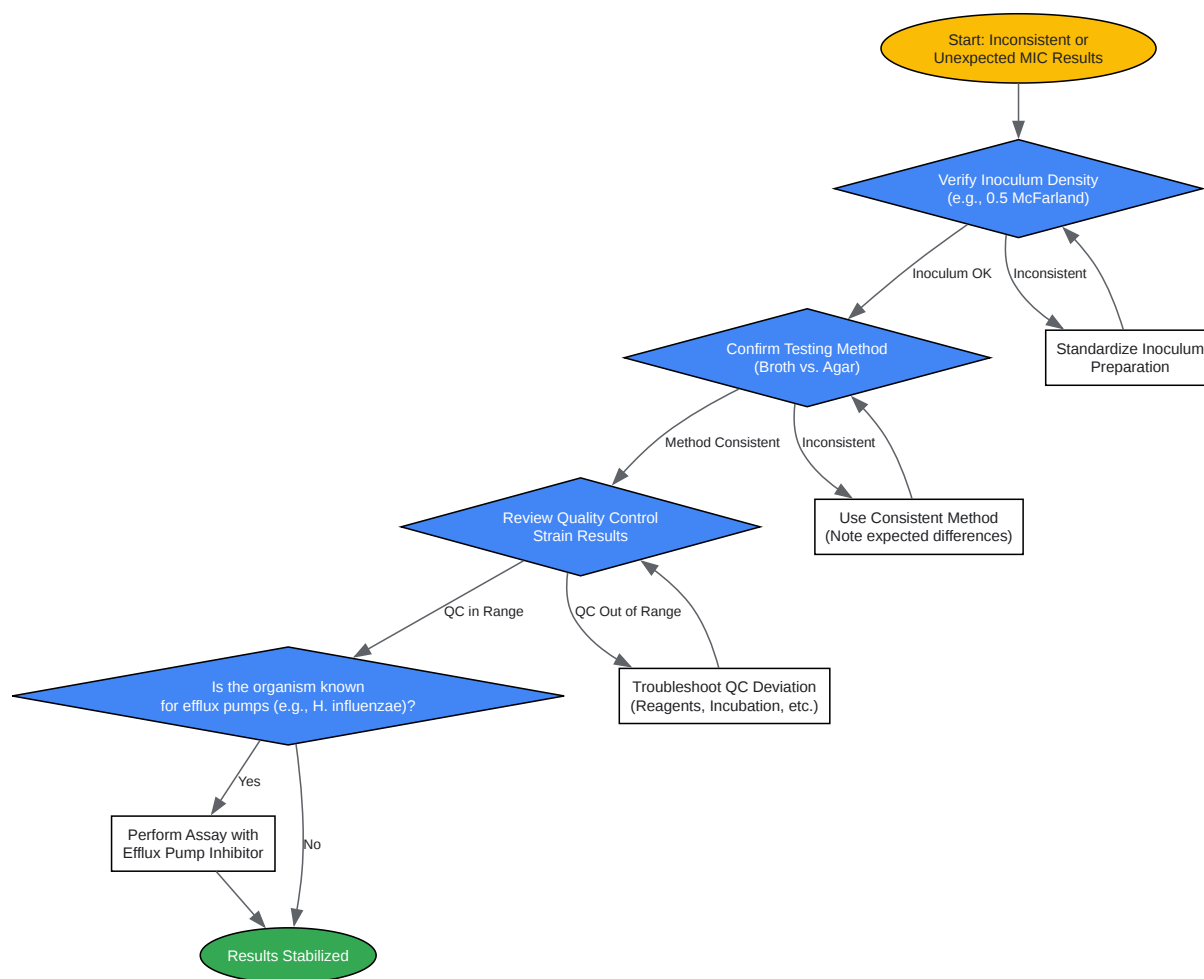 Start: Inconsistent or
Unexpected MIC Results
Verify Inoculum Density
(e.g., 0.5 McFarland)
Inoculum OK
Inconsistent
Standardize Inoculum
Preparation
Confirm Testing Method
(Broth vs. Agar)
Method Consistent
Inconsistent
Use Consistent Method
(Note expected differences)
Review Quality Control
Strain Results
QC in Range
QC Out of Range
Troubleshoot QC Deviation
(Reagents, Incubation, etc.)
Is the organism known
for efflux pumps (e.g., H. influenzae)?
Yes
No
Perform Assay with
Efflux Pump Inhibitor
Results Stabilized